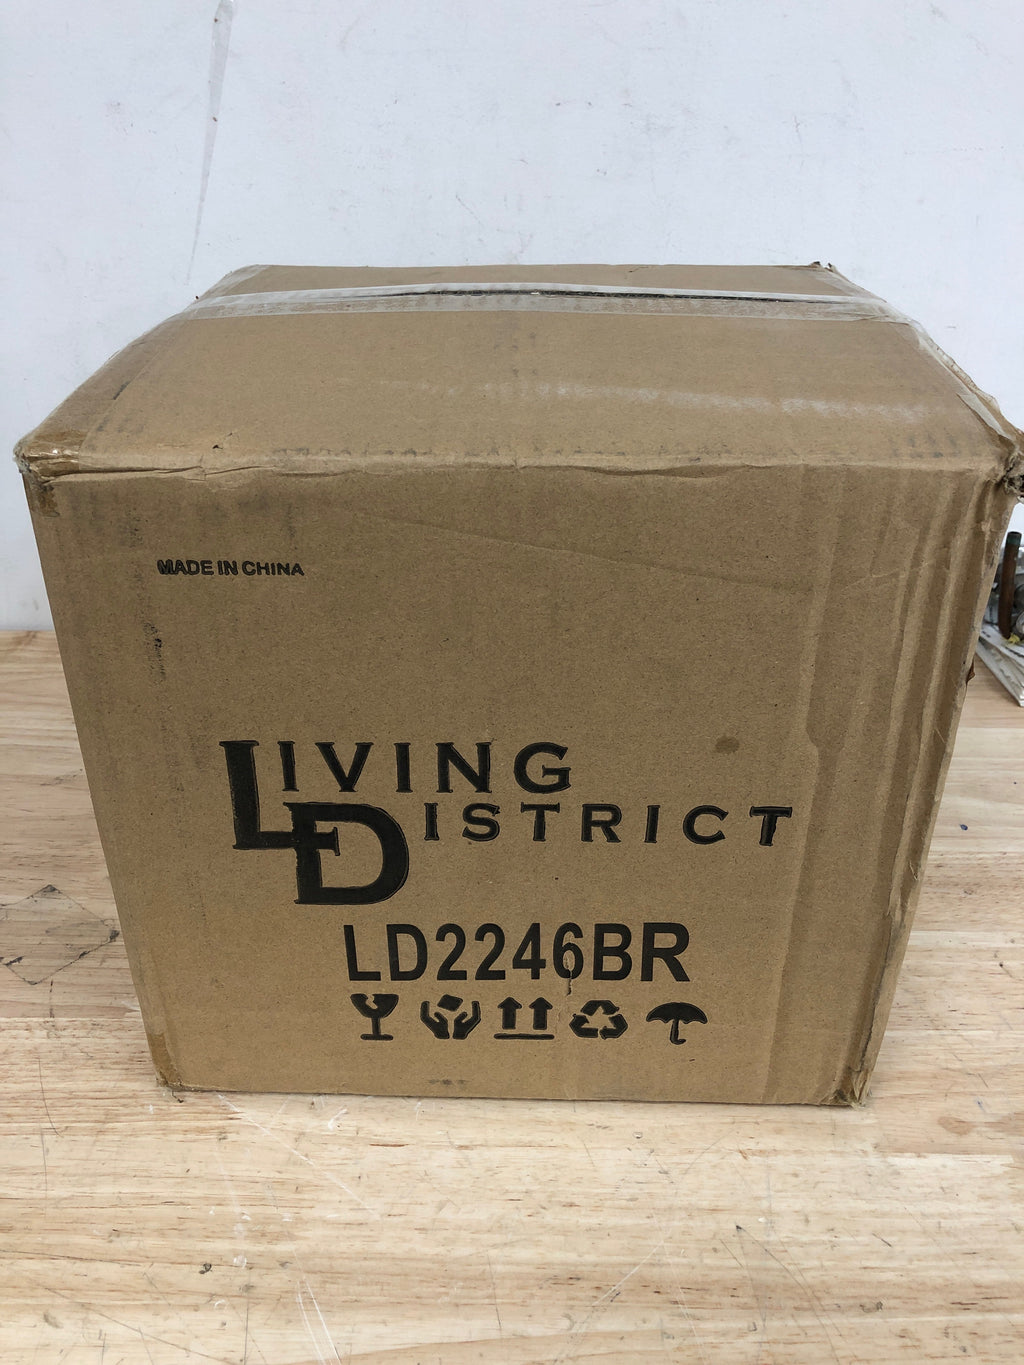 MADE IN CHINA
LIVING
DISTRICT
LD2246BR